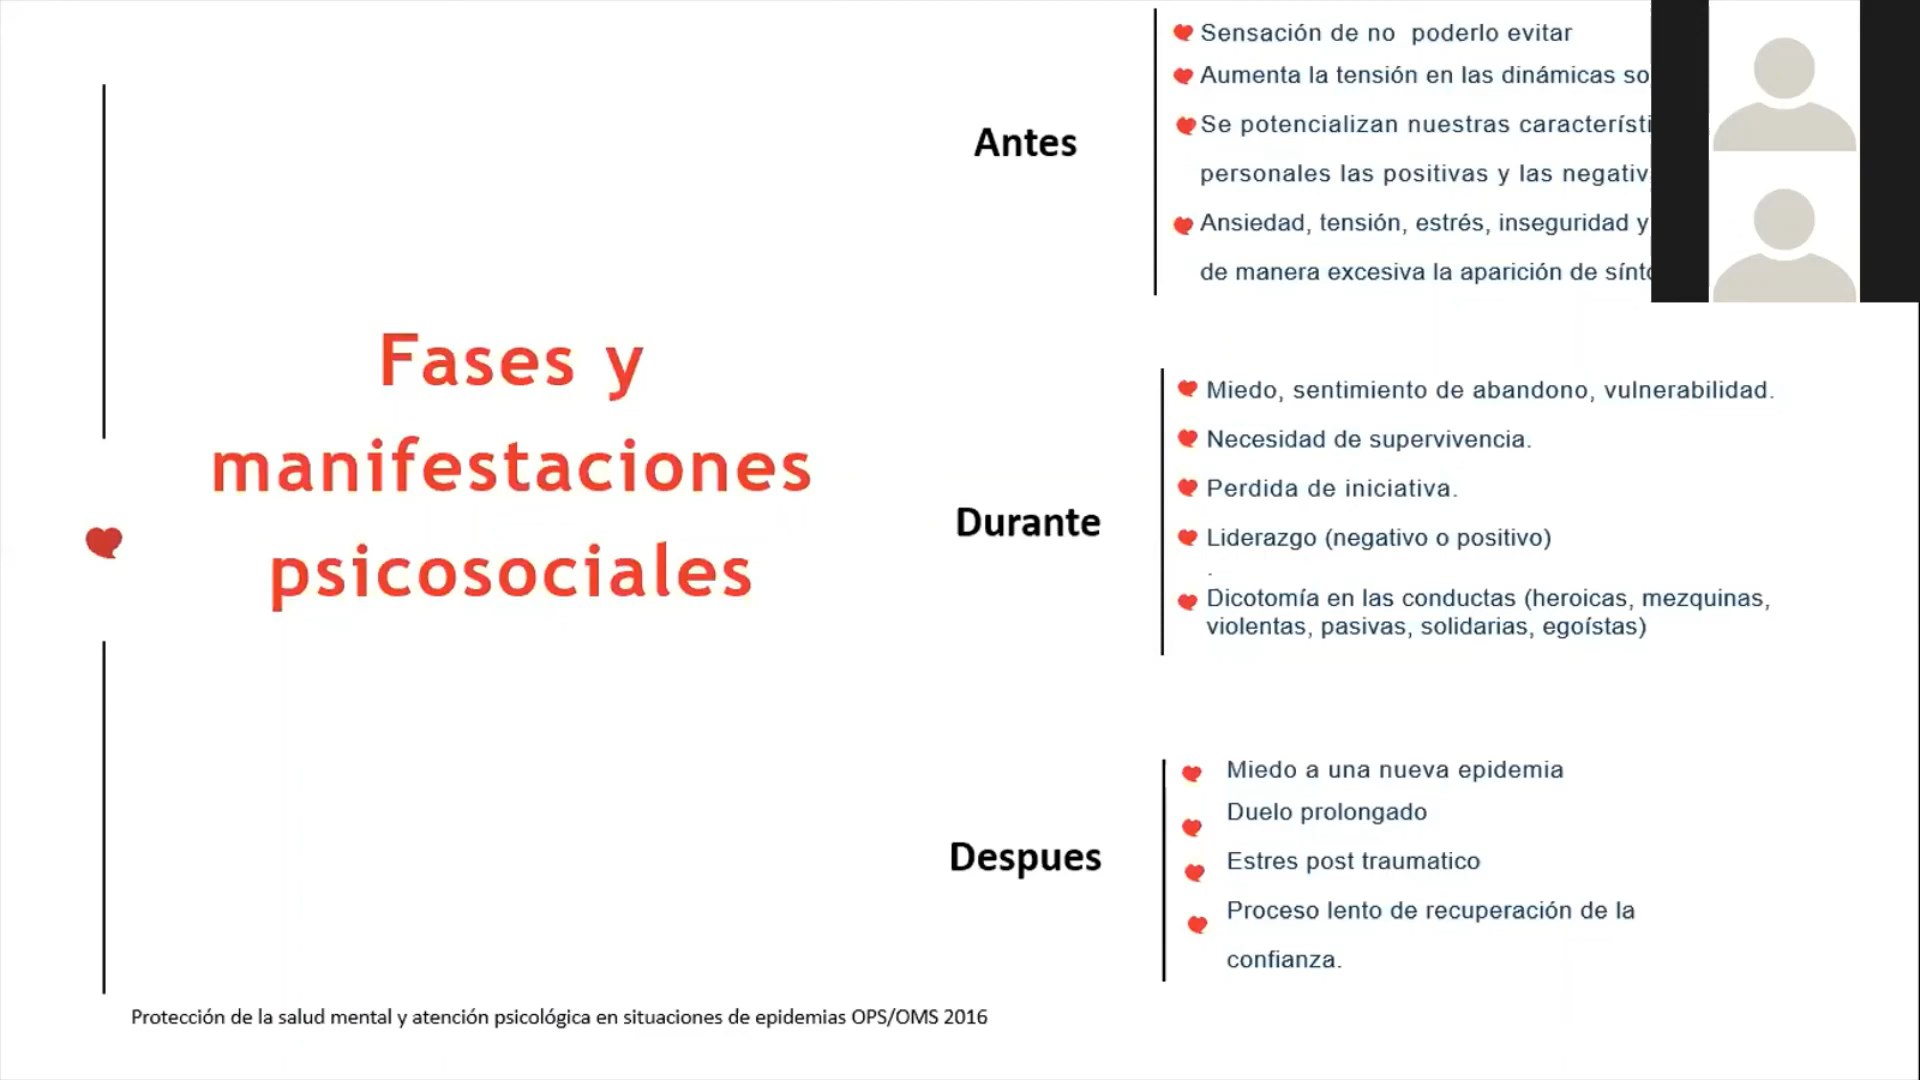 Fases y
manifestaciones
psicosociales
Antes
Sensación de no poderlo evitar
Aumenta la tensión en las dinámicas
Se potencializan nuestras
personales las positivas y las
Ansiedad, tensión, estrés, inseguridad y
de manera excesiva la aparición de
Durante
Miedo, sentimiento de abandono, vulnerabilidad.
Necesidad de supervivencia.
Perdida de iniciativa.
Liderazgo (negativo o positivo)
.
Dicotomía en las conductas (heroicas, mezquinas,
violentas, pasivas, solidarias, egoístas)
Despues
Miedo a una nueva epidemia
Duelo prolongado
Estres post traumatico
Proceso lento de recuperación de la
confianza.
Protección de la salud mental y atención psicológica en situaciones de epidemias OPS/OMS 2016